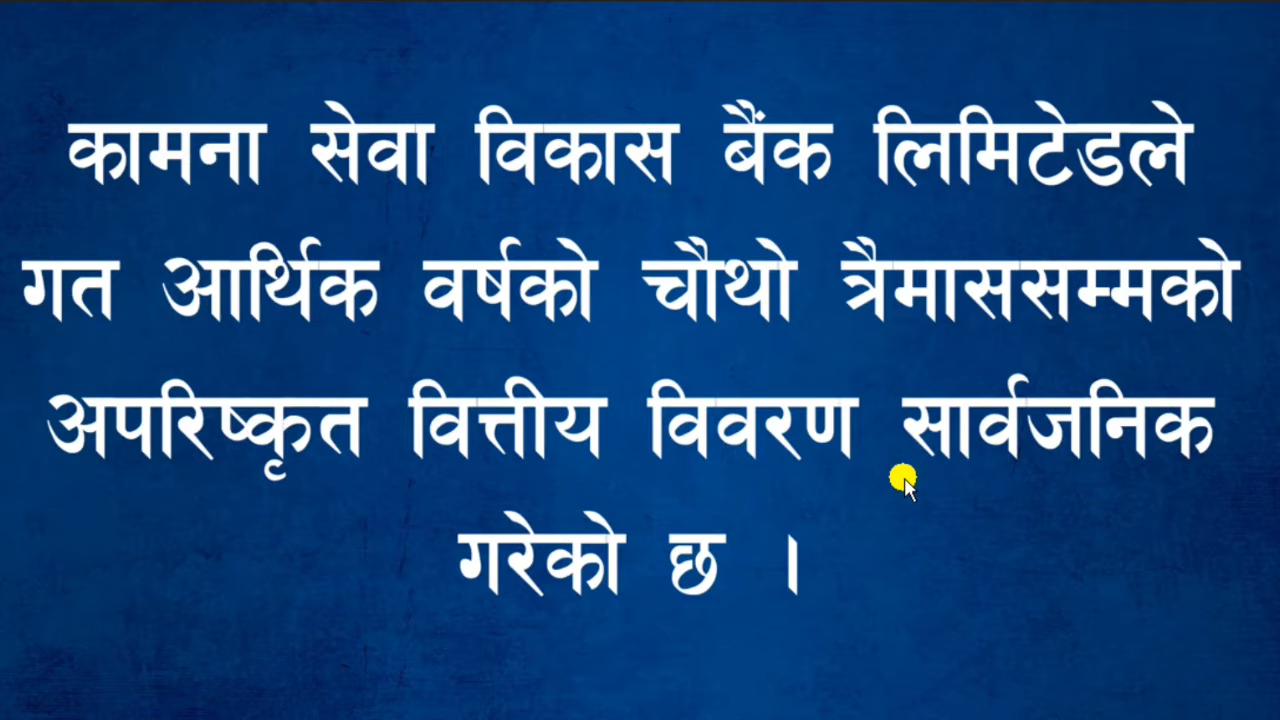 कामना सेवा विकास बैंक लिमिटेडले
गत आर्थिक वर्षको चौथो त्रैमाससम्मको
अपरिष्कृत वित्तीय विवरण सार्वजनिक
गरेको छ ।